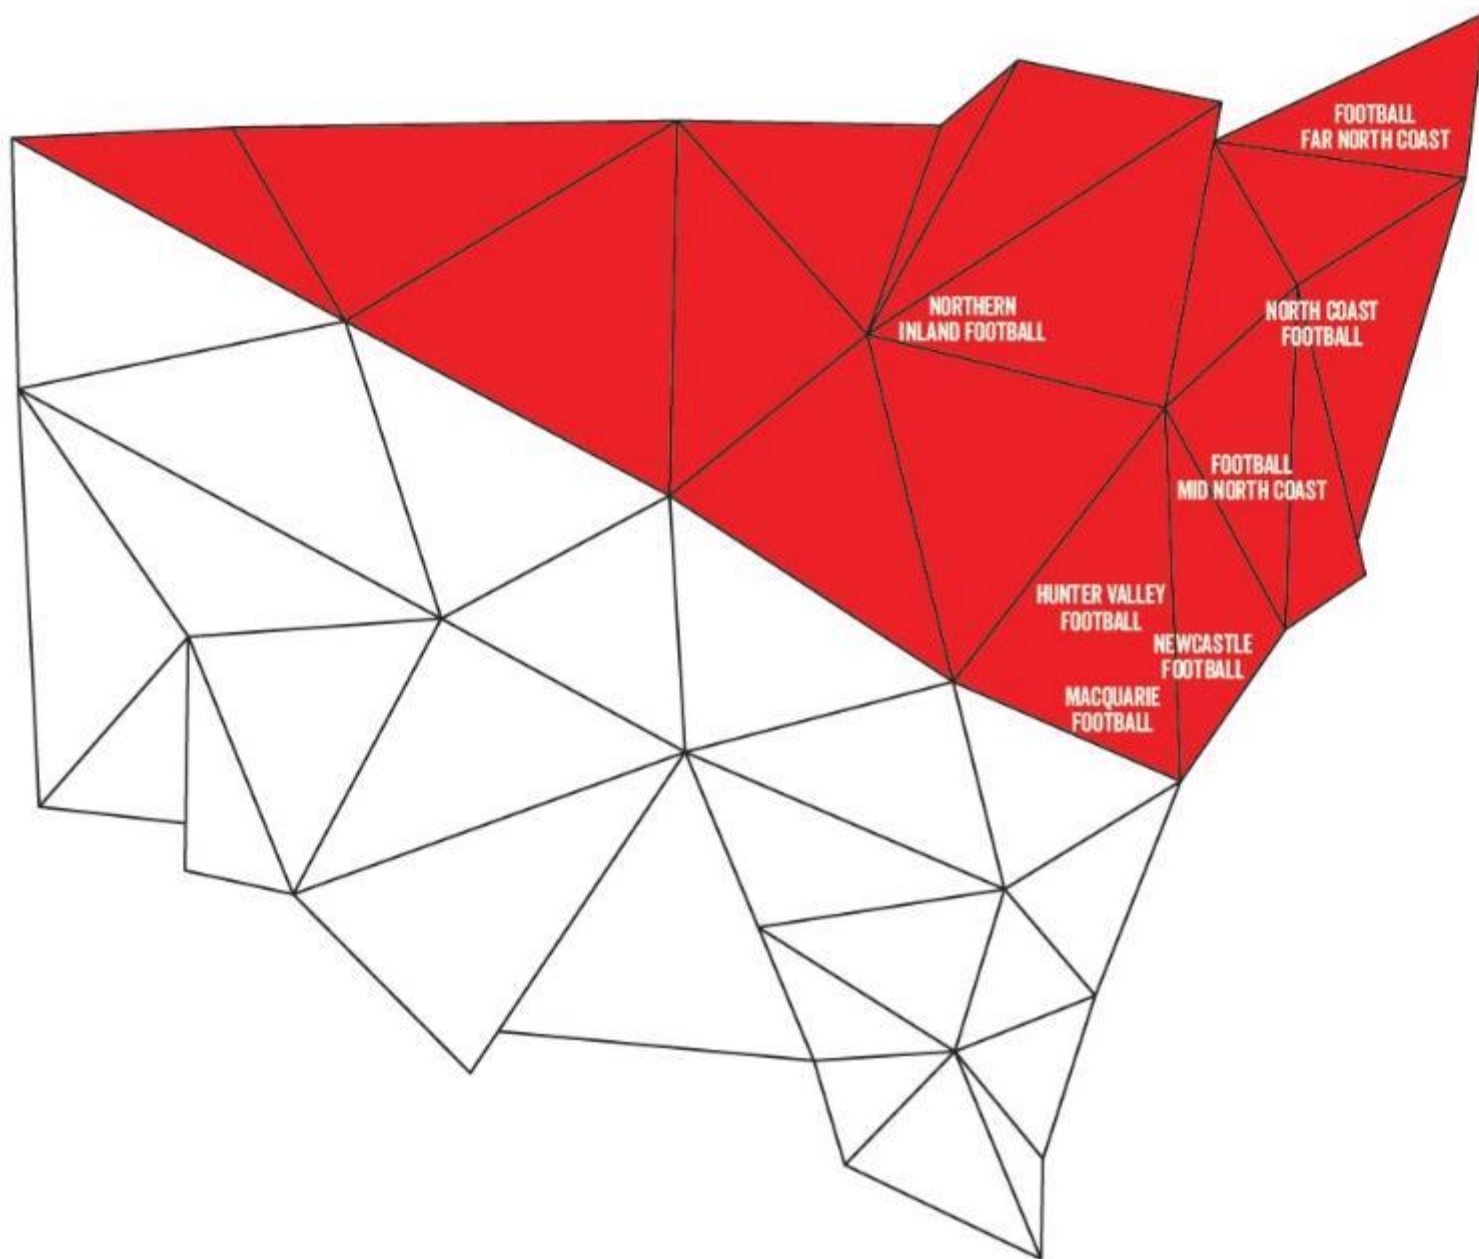 FOOTBALL
FAR NORTH COAST
NORTHERN
INLAND FOOTBALL
NORTH COAST
FOOTBALL
FOOTBALL
MID NORTH COAST
HUNTER VALLEY
FOOTBALL
NEWCASTLE
FOOTBALL
MACQUARIE
FOOTBALL